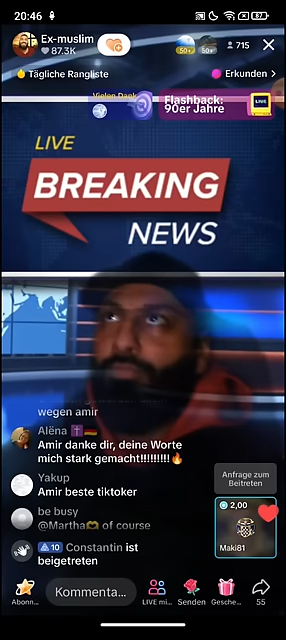 20:46
87
Ex-muslim
87.3K
50+
50+
715
Tägliche Rangliste
Erkunden >
Vielen Dank
Flashback:
90er Jahre
LIVE
LIVE
BREAKING
NEWS
wegen amir
Alëna ✝️🇩🇪
Amir danke dir, deine Worte
mich stark gemacht!!!!!!!!!🔥
Yakup
Amir beste tiktoker
be busy
@Martha🫶 of course
10 Constantin ist
beigetreten
Anfrage zum
Beitreten
2,00
Maki81
Abonn...
Kommenta...
LIVE mi...
Senden
Gesche...
55